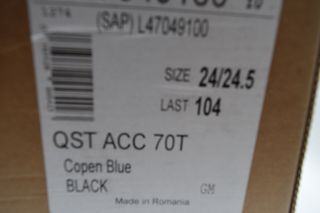 (SAP) L47049100
SIZE 24/24.5
LAST 104
QST ACC 70T
Copen Blue
BLACK GM
Made in Romania